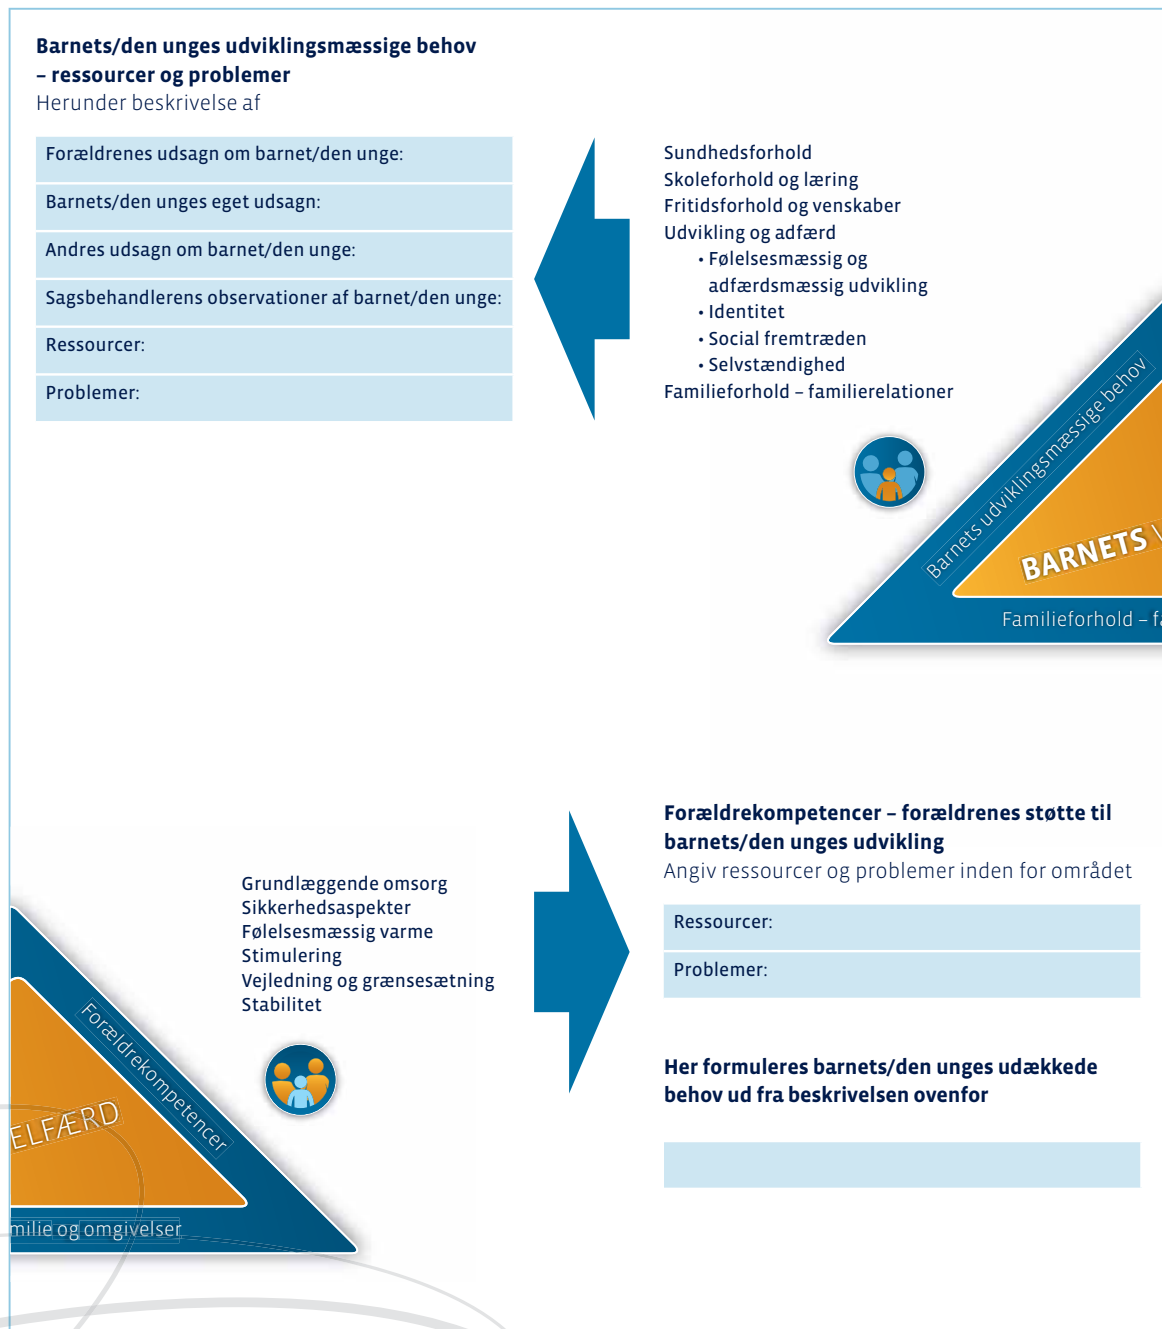 Barnets/den unges udviklingsmæssige behov
– ressourcer og problemer
Herunder beskrivelse af
Forældrenes udsagn om barnet/den unge:
Barnets/den unges eget udsagn:
Andres udsagn om barnet/den unge:
Sagsbehandlerens observationer af barnet/den unge:
Ressourcer:
Problemer:
Sundhedsforhold
Skoleforhold og læring
Fritidsforhold og venskaber
Udvikling og adfærd
• Følelsesmæssig og
adfærdsmæssig udvikling
• Identitet
• Social fremtræden
• Selvstændighed
Familieforhold – familierelationer
Barnets udviklingsmæssige behov
BARNETS
Familieforhold – fa
Grundlæggende omsorg
Sikkerhedsaspekter
Følelsesmæssig varme
Stimulering
Vejledning og grænsesætning
Stabilitet
Forældrekompetencer
ELFÆRD
milie og omgivelser
Forældrekompetencer – forældrenes støtte til
barnets/den unges udvikling
Angiv ressourcer og problemer inden for området
Ressourcer:
Problemer:
Her formuleres barnets/den unges udækkede
behov ud fra beskrivelsen ovenfor